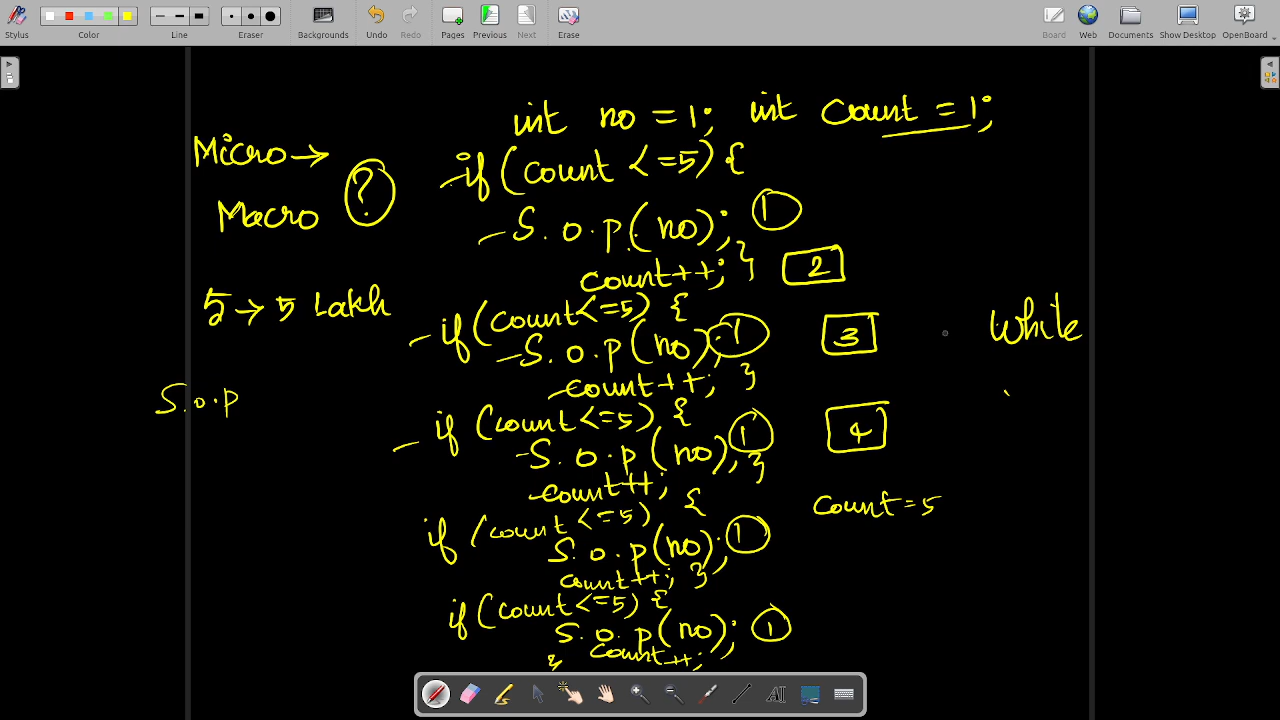 Stylus Color Line Eraser Backgrounds Undo Redo Pages Previous Next Erase Board Web Documents Show Desktop OpenBoard
int no = 1; int count = 1;
Micro →
if (count <=5) {
Macro ?
S.o.p(no); 1
count++; } 2
5 → 5 Lakh
if (count<=5) {
S.o.p(no); 1 3
While
count++; }
S.o.p
if (count<=5) {
S.o.p(no); 1 4
}
count++;
if (count<=5) {
count=5
S.o.p(no); 1
count++; }
if (count<=5) {
S.o.p(no); 1
} count++;
AI